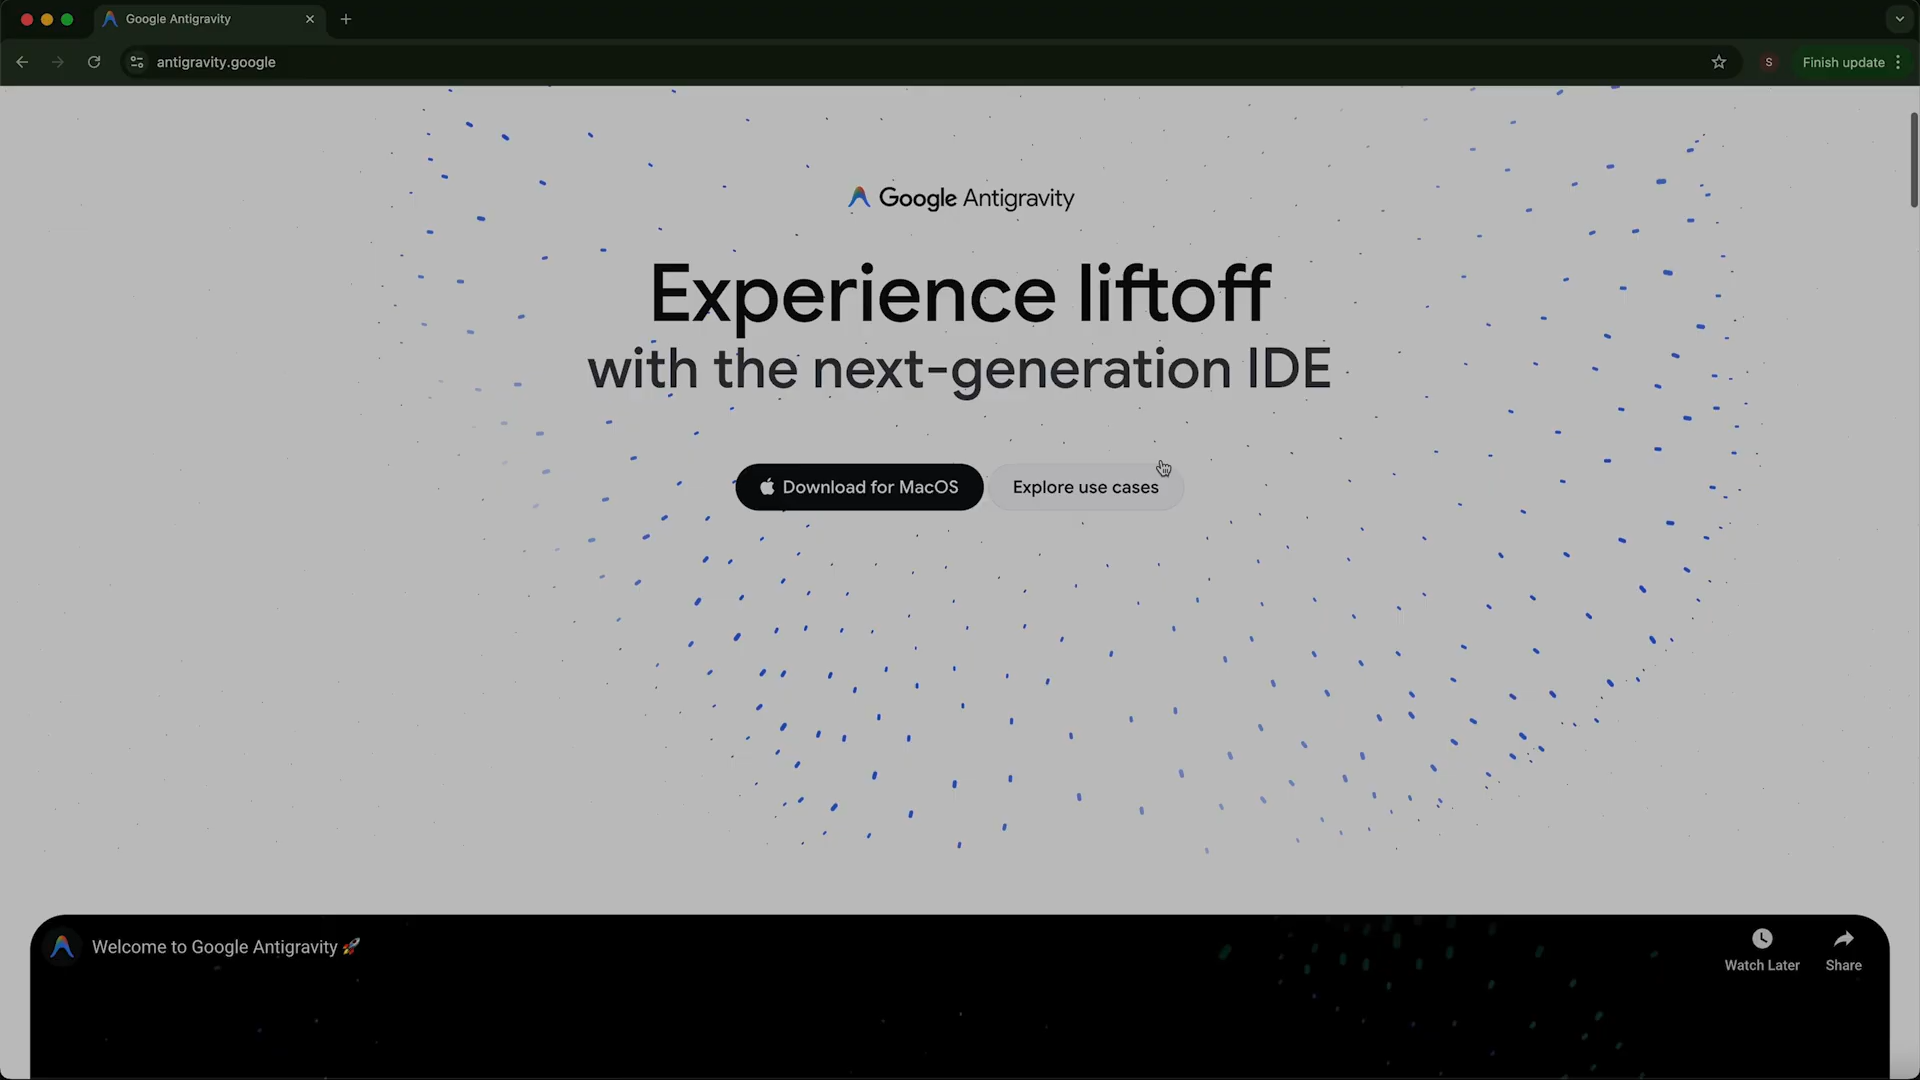 Google Antigravity
antigravity.google
S
Finish update
Google Antigravity
Experience liftoff
with the next-generation IDE
Download for MacOS
Explore use cases
Welcome to Google Antigravity 🚀
Watch Later
Share